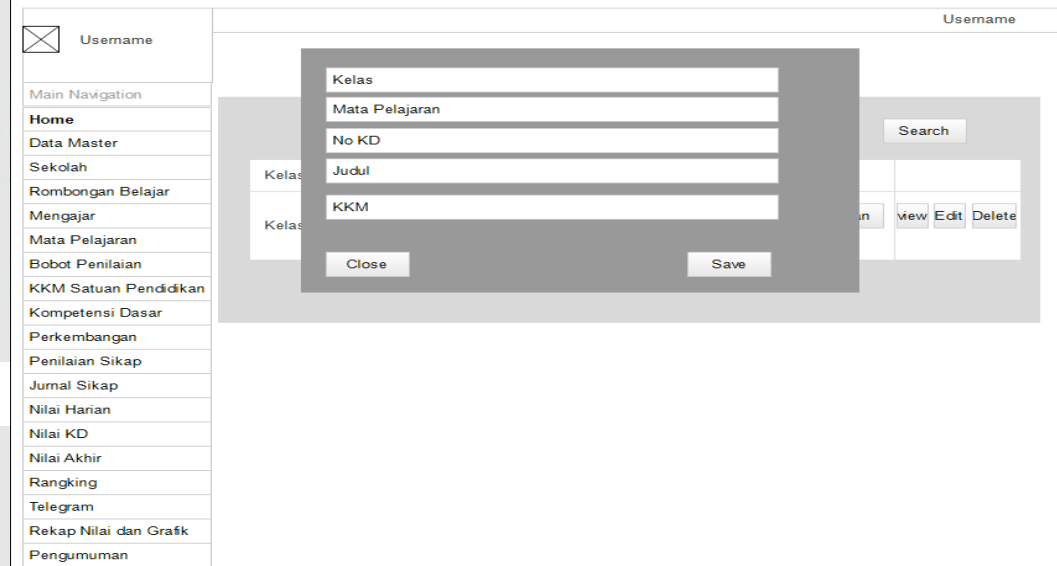 Username
Username
Main Navigation
Home
Data Master
Sekolah
Rombongan Belajar
Mengajar
Mata Pelajaran
Bobot Penilaian
KKM Satuan Pendidikan
Kompetensi Dasar
Perkembangan
Penilaian Sikap
Jurnal Sikap
Nilai Harian
Nilai KD
Nilai Akhir
Rangking
Telegram
Rekap Nilai dan Grafik
Pengumuman
Kelas
Mata Pelajaran
No KD
Judul
KKM
Close Save
Search
Kelas
Kelas view Edit Delete